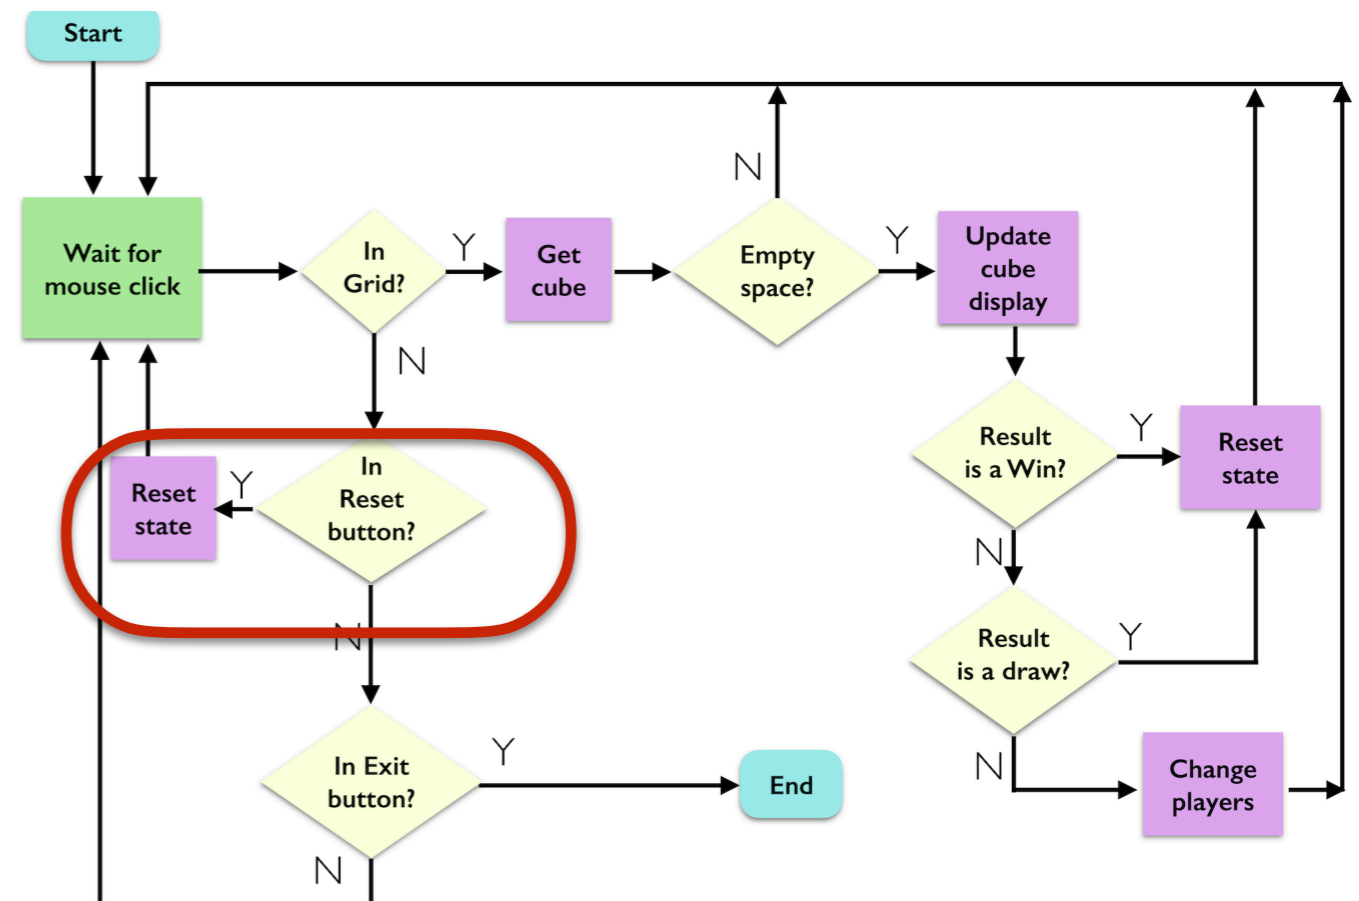 Start
Wait for
mouse click
In
Grid?
Y
Get
cube
Empty
space?
N
Y
Update
cube
display
N
Result
is a Win?
Y
Reset
state
In
Reset
button?
Y
Reset
state
N
N
Result
is a draw?
Y
N
Change
players
In Exit
button?
Y
End
N